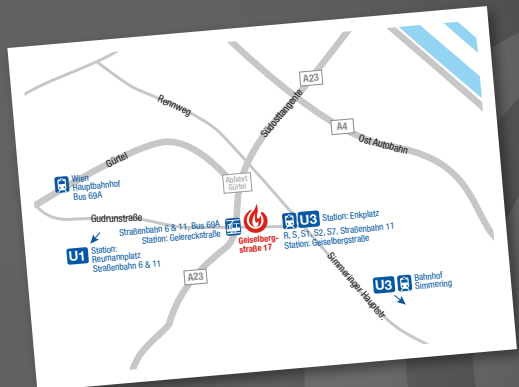 A23
Rennweg
Südosttangente
A4
Ost Autobahn
Gürtel
Abfahrt
Gürtel
Wien
Hauptbahnhof
Bus 69A
Gudrunstraße
Straßenbahn 6 & 11, Bus 69A
Station: Geiereckstraße
U1
Station:
Reumannplatz
Straßenbahn 6 & 11
Geiselberg-
straße 17
U3 Station: Enkplatz
R, S, S1, S2, S7, Straßenbahn 11
Station: Geiselbergstraße
A23
Simmeringer Hauptstr.
U3
Bahnhof
Simmering